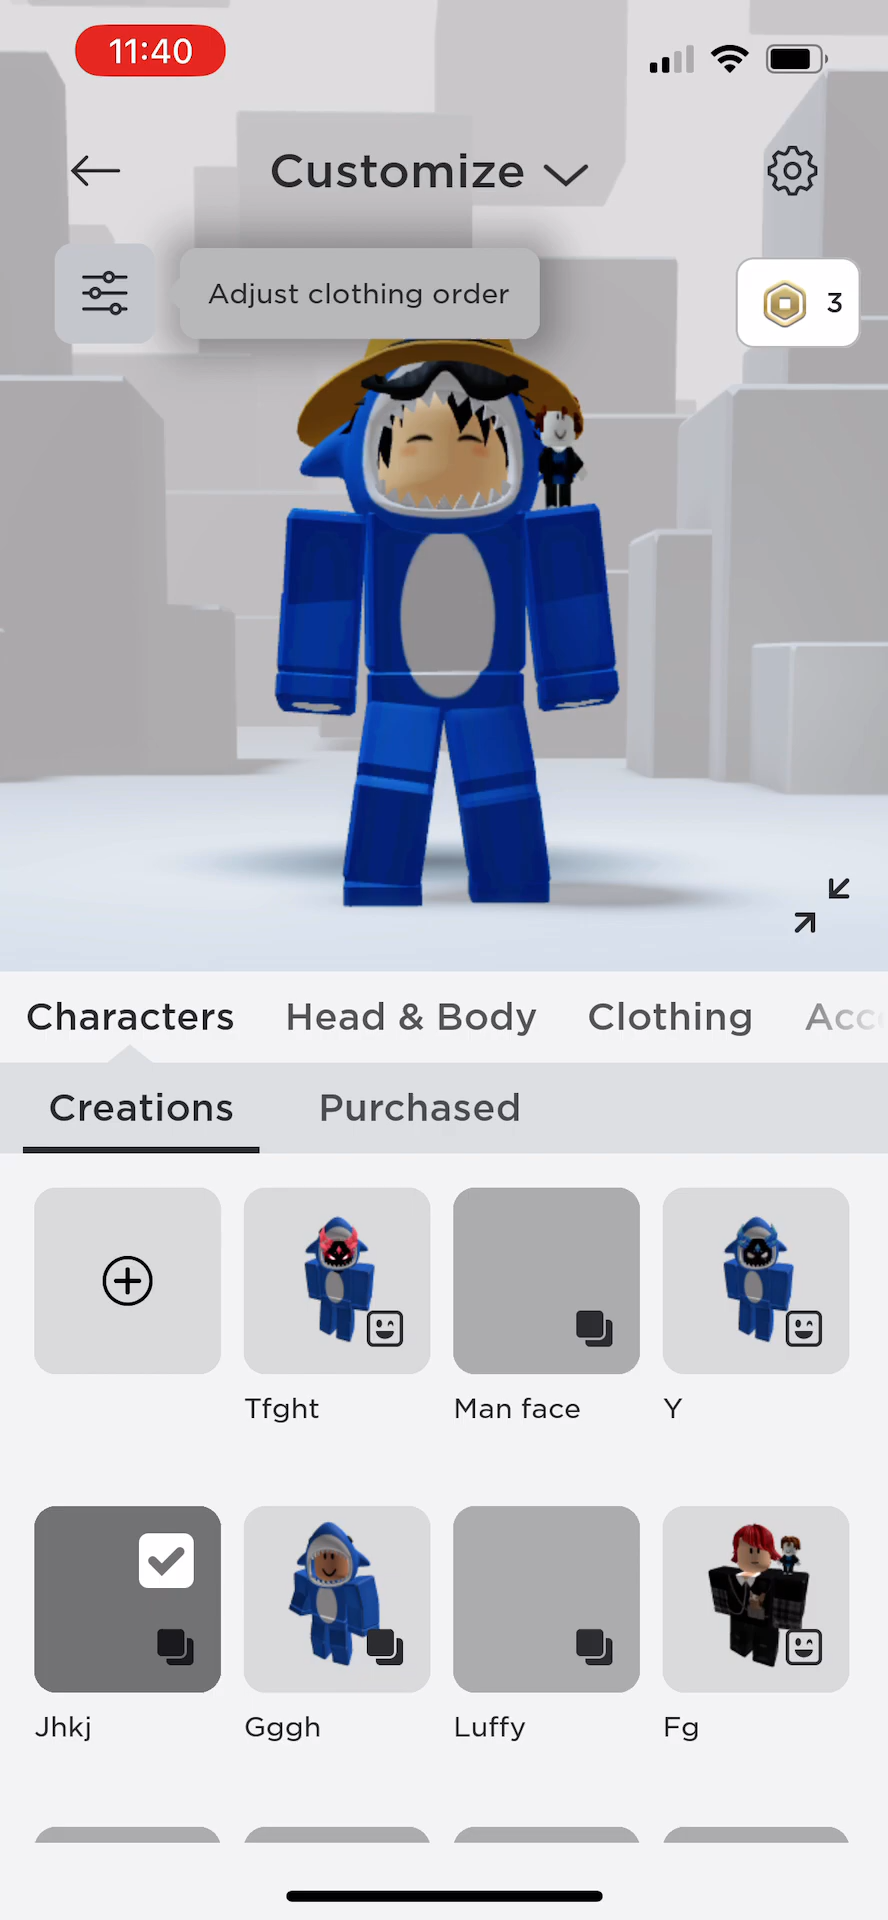 11:40
Customize
Adjust clothing order
3
Characters Head & Body Clothing Acc
Creations Purchased
Tfght Man face Y
Jhkj Gggh Luffy Fg